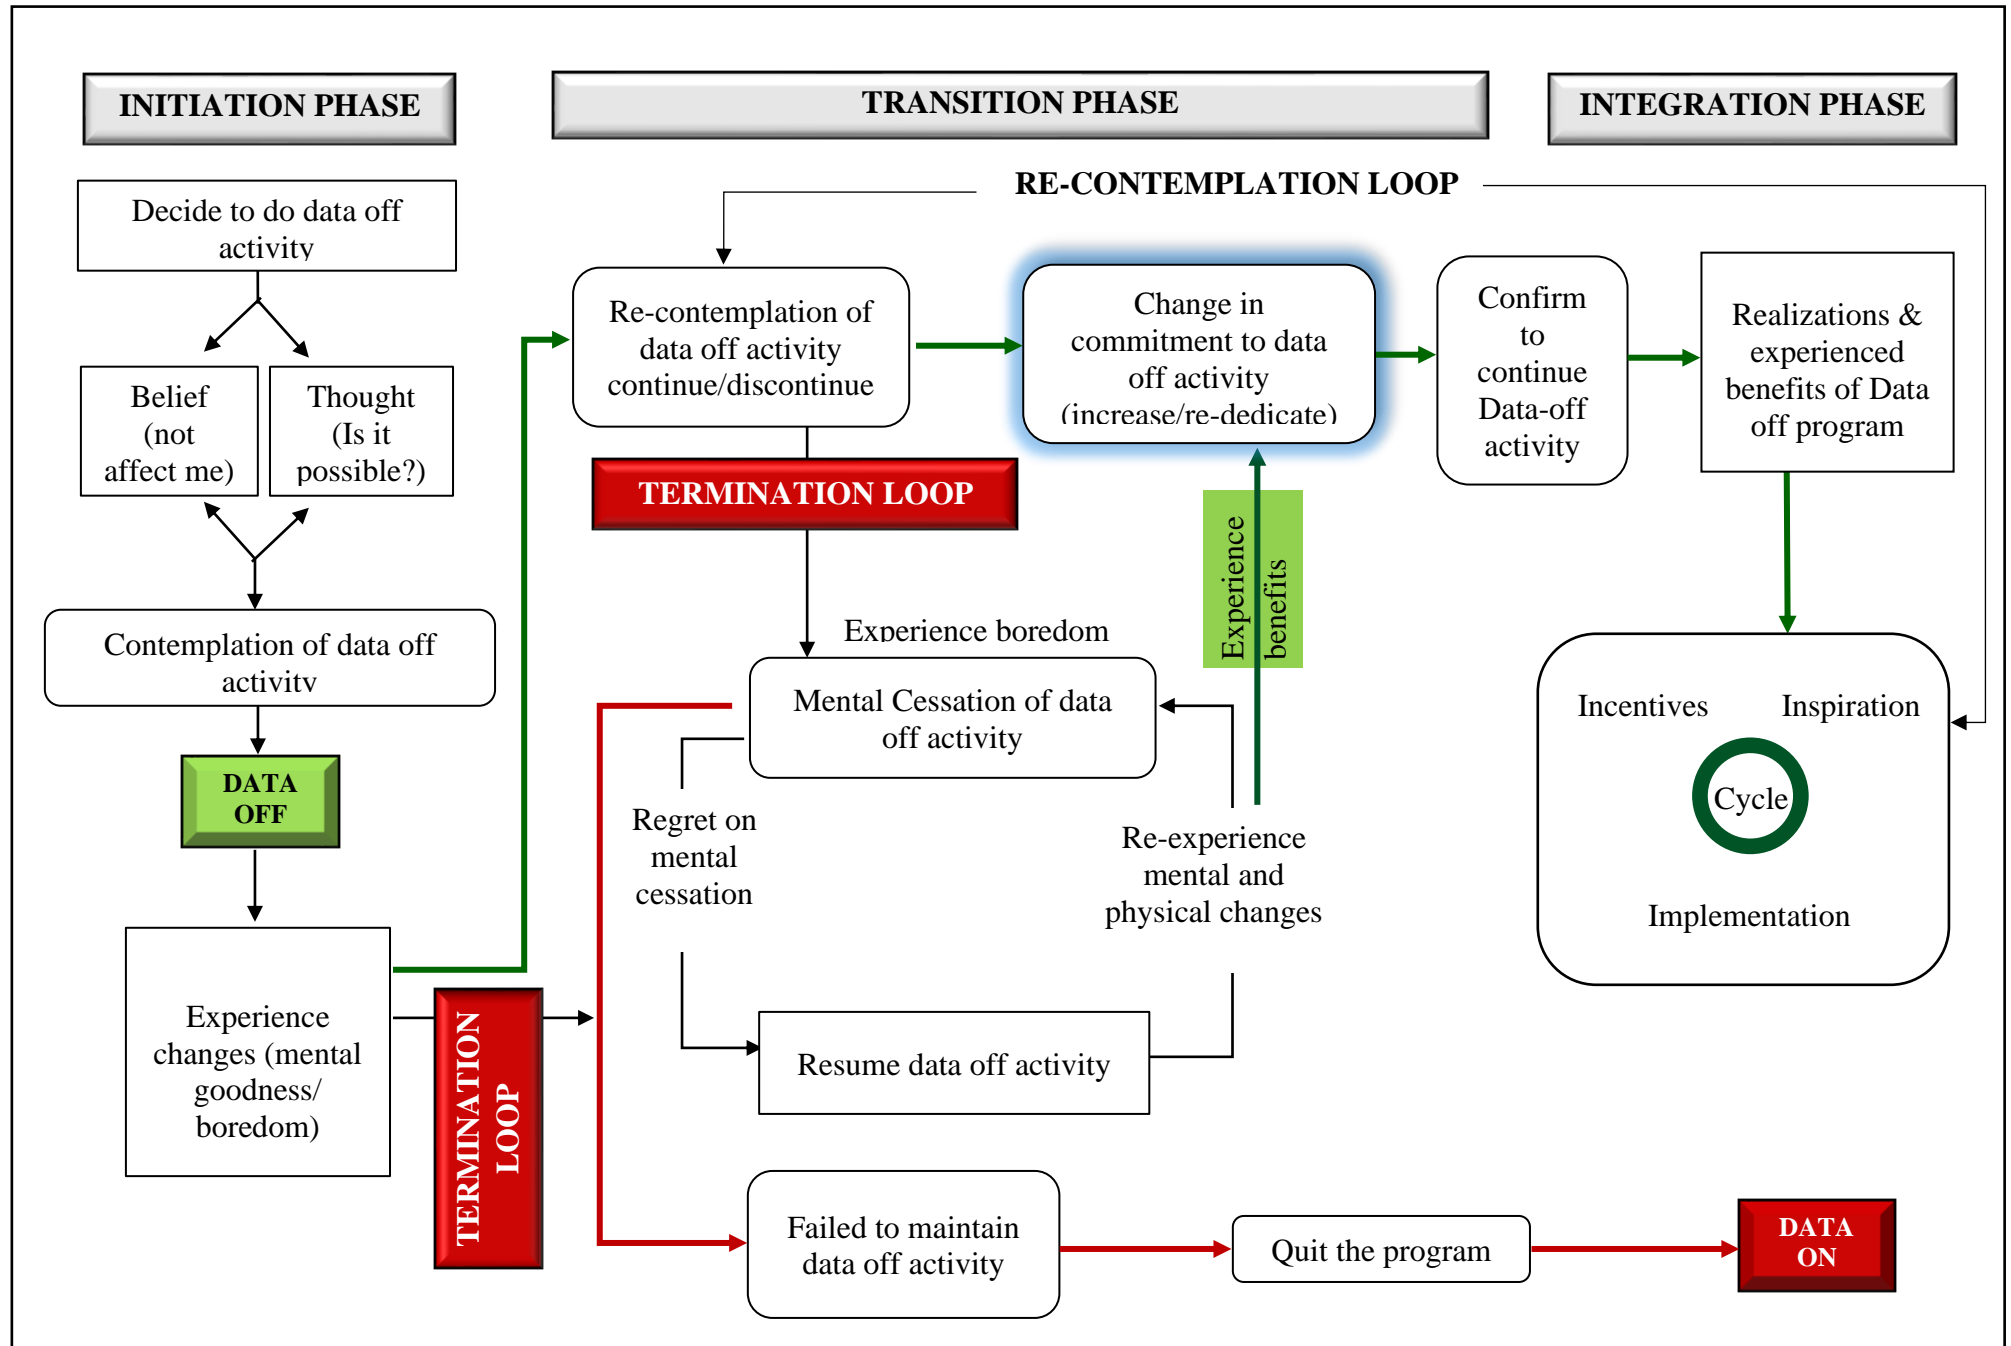 INITIATION PHASE
TRANSITION PHASE
INTEGRATION PHASE
RE-CONTEMPLATION LOOP
Decide to do data off
activity
Belief
(not
affect me)
Thought
(Is it
possible?)
Contemplation of data off
activity
DATA
OFF
Experience
changes (mental
goodness/
boredom)
TERMINATION
LOOP
Re-contemplation of
data off activity
continue/discontinue
TERMINATION LOOP
Change in
commitment to data
off activity
(increase/re-dedicate)
Confirm
to
continue
Data-off
activity
Realizations &
experienced
benefits of Data
off program
Experience
benefits
Experience boredom
Mental Cessation of data
off activity
Regret on
mental
cessation
Re-experience
mental and
physical changes
Resume data off activity
Incentives
Inspiration
Cycle
Implementation
Failed to maintain
data off activity
Quit the program
DATA
ON